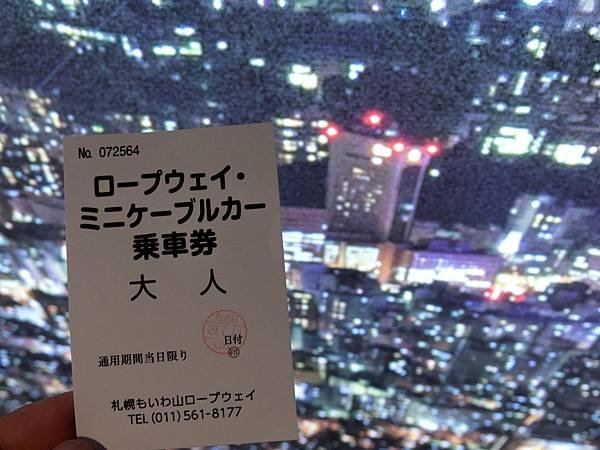 No. 072564
ロープウェイ・
ミニケーブルカー
乗車券
大 人
日付
印
通用期間当日限り
札幌もいわ山ロープウェイ
TEL(011)561-8177